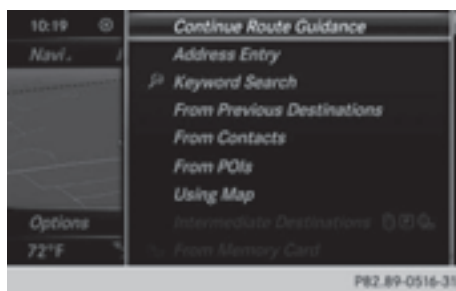 10:19
Navi.
Options
72°F
Continue Route Guidance
Address Entry
Keyword Search
From Previous Destinations
From Contacts
From POIs
Using Map
Intermediate Destinations
From Memory Card
P82.89-0516-31